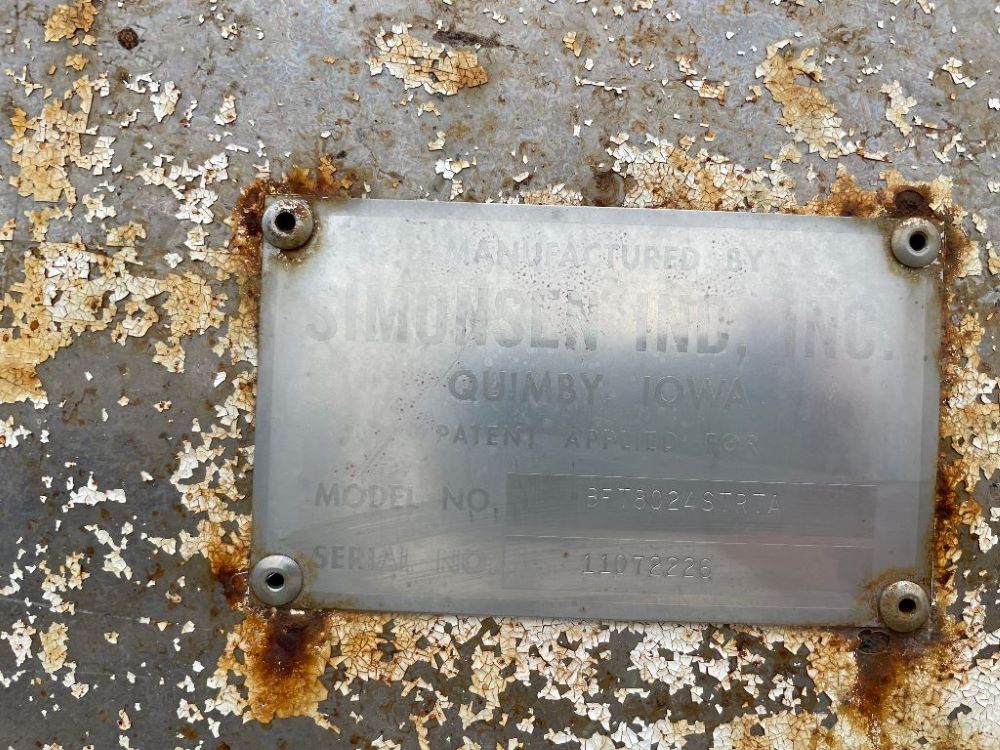 MANUFACTURED BY
SIMONSEN IND, INC.
QUIMBY, IOWA
PATENT APPLIED FOR
MODEL NO. BFT8024STRTA
SERIAL NO. 11072226